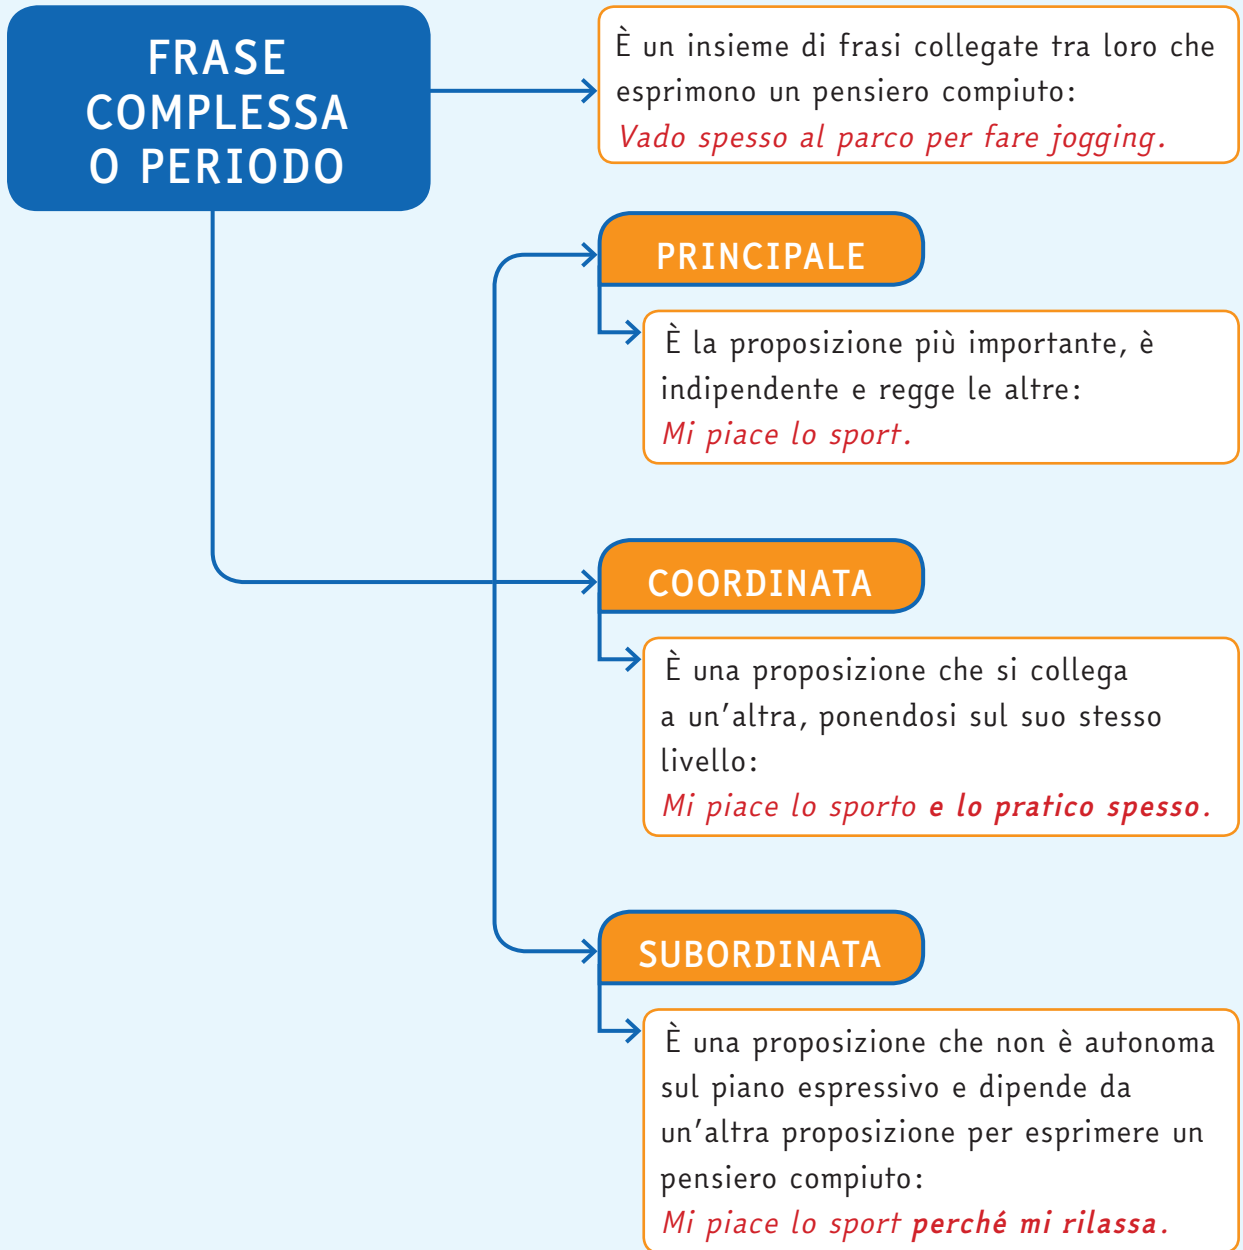 FRASE
COMPLESSA
O PERIODO
È un insieme di frasi collegate tra loro che
esprimono un pensiero compiuto:
Vado spesso al parco per fare jogging.
PRINCIPALE
È la proposizione più importante, è
indipendente e regge le altre:
Mi piace lo sport.
COORDINATA
È una proposizione che si collega
a un’altra, ponendosi sul suo stesso
livello:
Mi piace lo sporto e lo pratico spesso.
SUBORDINATA
È una proposizione che non è autonoma
sul piano espressivo e dipende da
un’altra proposizione per esprimere un
pensiero compiuto:
Mi piace lo sport perché mi rilassa.